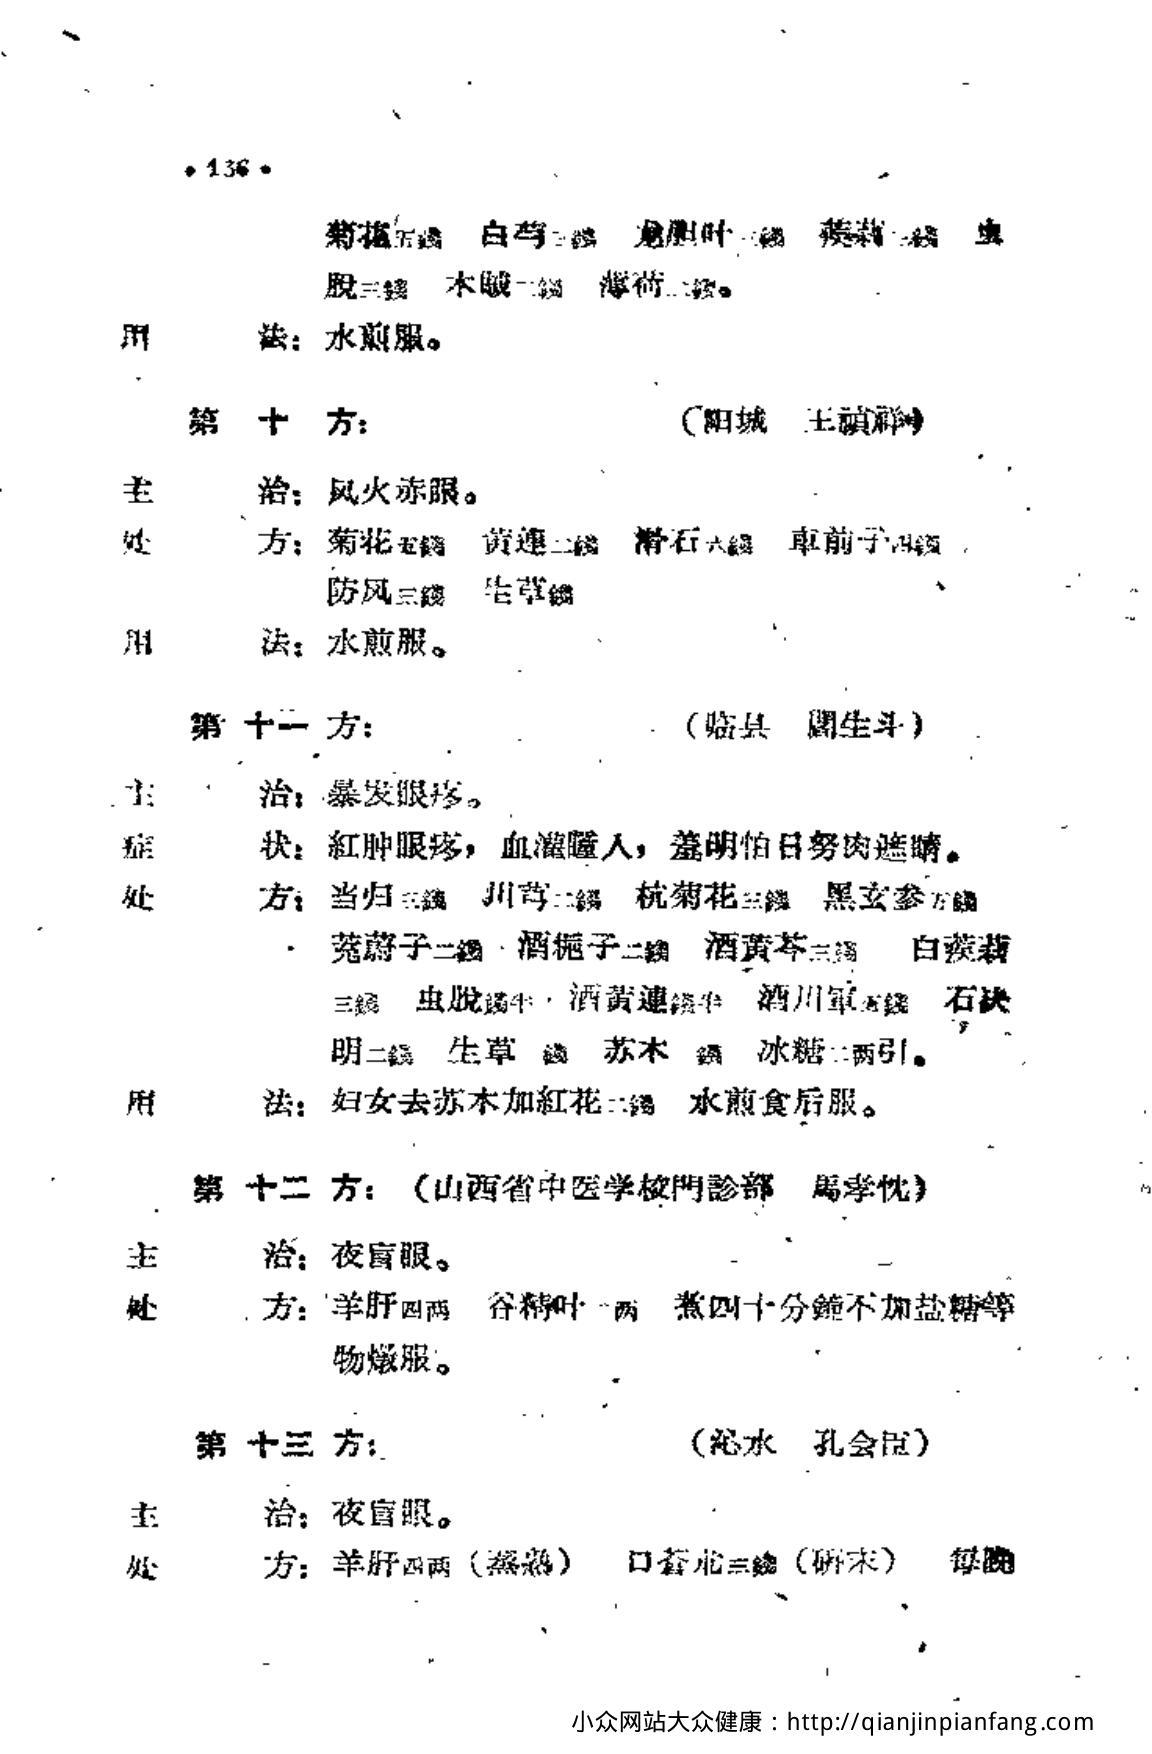 • 136 •
菊花五錢 白芍二錢 龙胆叶 錢 蒺藜 錢 虫
脫三錢 木賊二錢 薄荷二錢。
用 法：水煎服。
第 十 方： （阳城 王禎祥）
主 治：风火赤眼。
处 方：菊花五錢 黃連二錢 滑石六錢 車前子四錢
防风三錢 生草錢
用 法：水煎服。
第 十一 方： （临县 生斗）
主 治：暴发眼疼。
症 状：紅肿眼疼，血灌瞳人，羞明怕日努肉遮睛。
处 方：当归三錢 川芎二錢 杭菊花三錢 黑玄参五錢
茺蔚子二錢 酒梔子二錢 酒黃芩三錢 白蒺藜
三錢 虫脫錢半 酒黃連錢半 酒川軍五錢 石决
明二錢 生草 錢 苏木 錢 冰糖二两引。
用 法：妇女去苏木加紅花二錢 水煎食后服。
第 十二 方：（山西省中医学校門診部 馬孝忱）
主 治：夜盲眼。
处 方：羊肝四两 谷精叶一两 煮四十分鐘不加盐糖等
物燉服。
第 十三 方： （沁水 孔会臣）
主 治：夜盲眼。
处 方：羊肝四两（蒸熟） 口蒼朮三錢（研末） 每晚
小众网站大众健康：http://qianjinpianfang.com